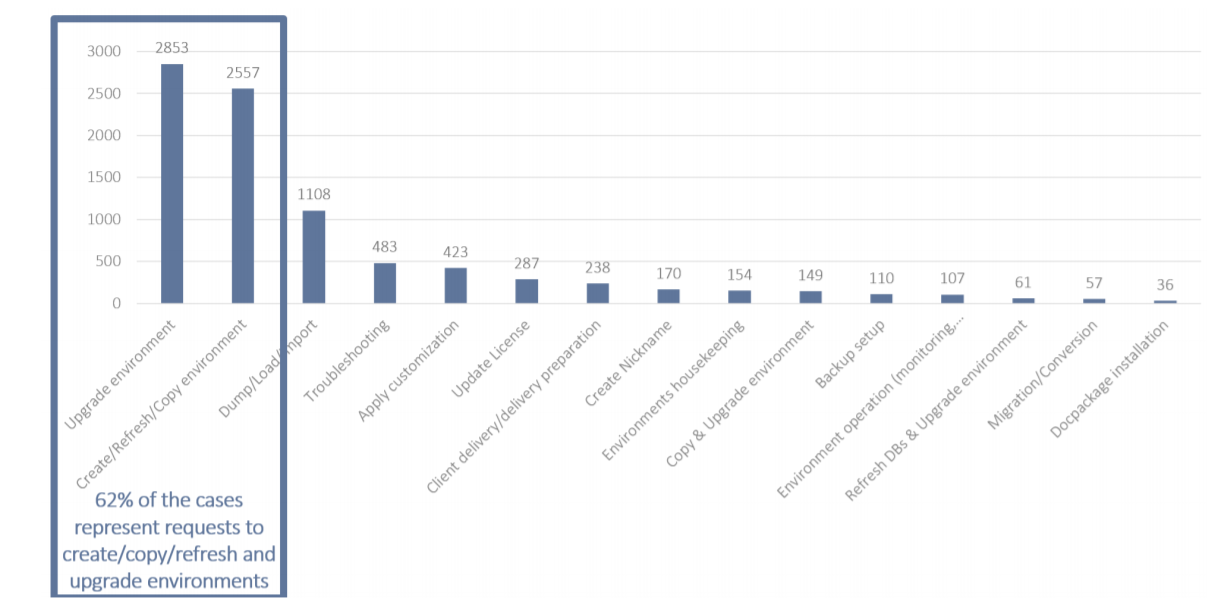 3000
2500
2000
1500
1000
500
0
2853
2557
1108
483
423
287
238
170
154
149
110
107
61
57
36
Upgrade environment
Create/Refresh/Copy environment
Dump/Load/Import
Troubleshooting
Apply customization
Update License
Client delivery/delivery preparation
Create Nickname
Environments housekeeping
Copy & Upgrade environment
Backup setup
Environment operation (monitoring,...
Refresh DBs & Upgrade environment
Migration/Conversion
Docpackage installation
62% of the cases
represent requests to
create/copy/refresh and
upgrade environments